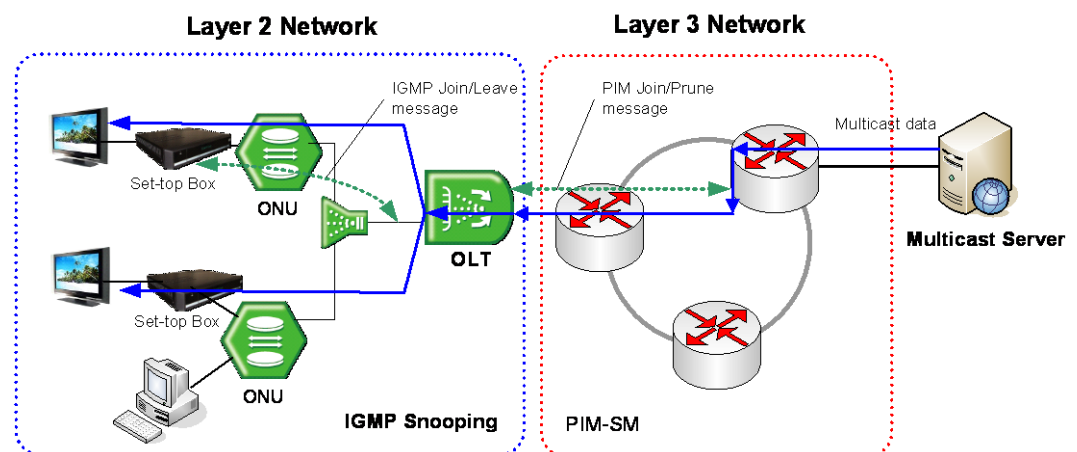 Layer 2 Network
Layer 3 Network
IGMP Join/Leave
message
PIM Join/Prune
message
Multicast data
Set-top Box
ONU
OLT
Multicast Server
Set-top Box
ONU
IGMP Snooping
PIM-SM